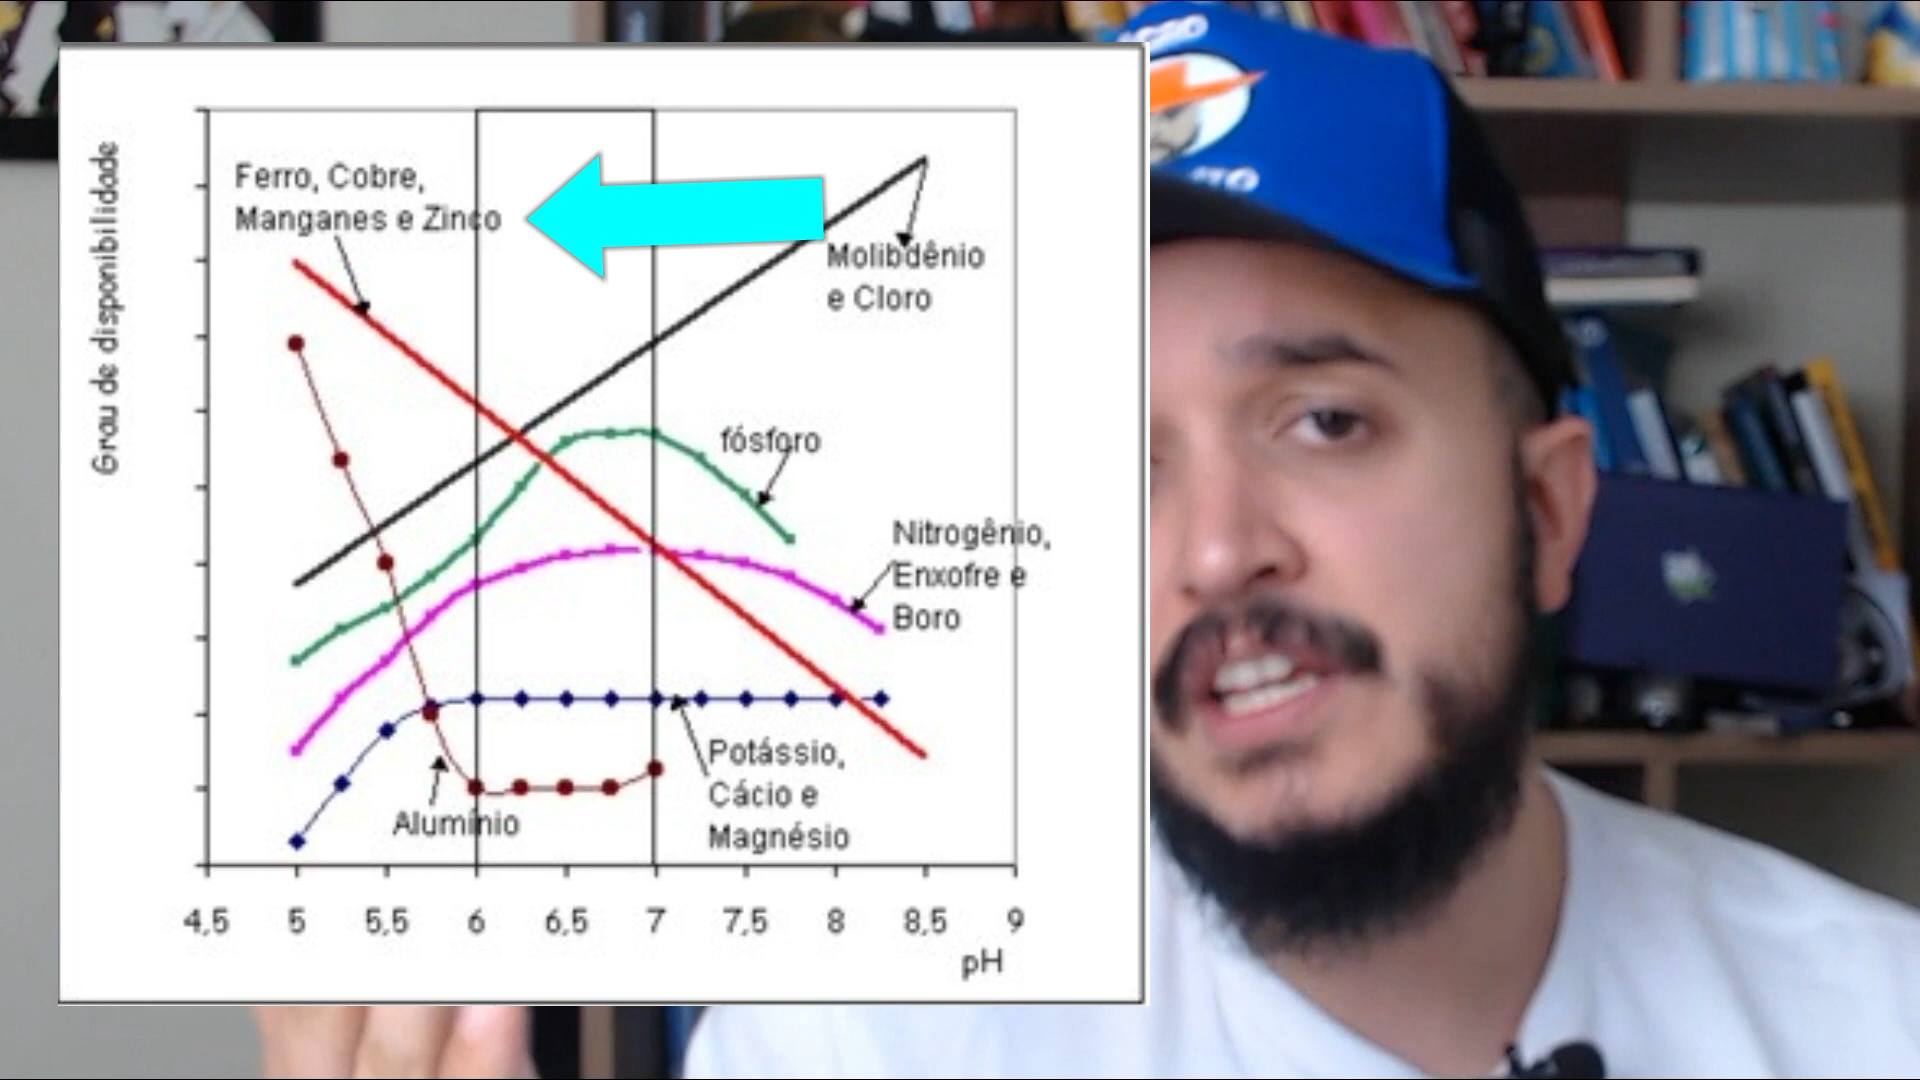 Grau de disponibilidade
Ferro, Cobre,
Manganes e Zinco
Molibdênio
e Cloro
fósforo
Nitrogênio,
Enxofre e
Boro
Potássio,
Cácio e
Magnésio
Alumínio
4,5 5 5,5 6 6,5 7 7,5 8 8,5 9
pH